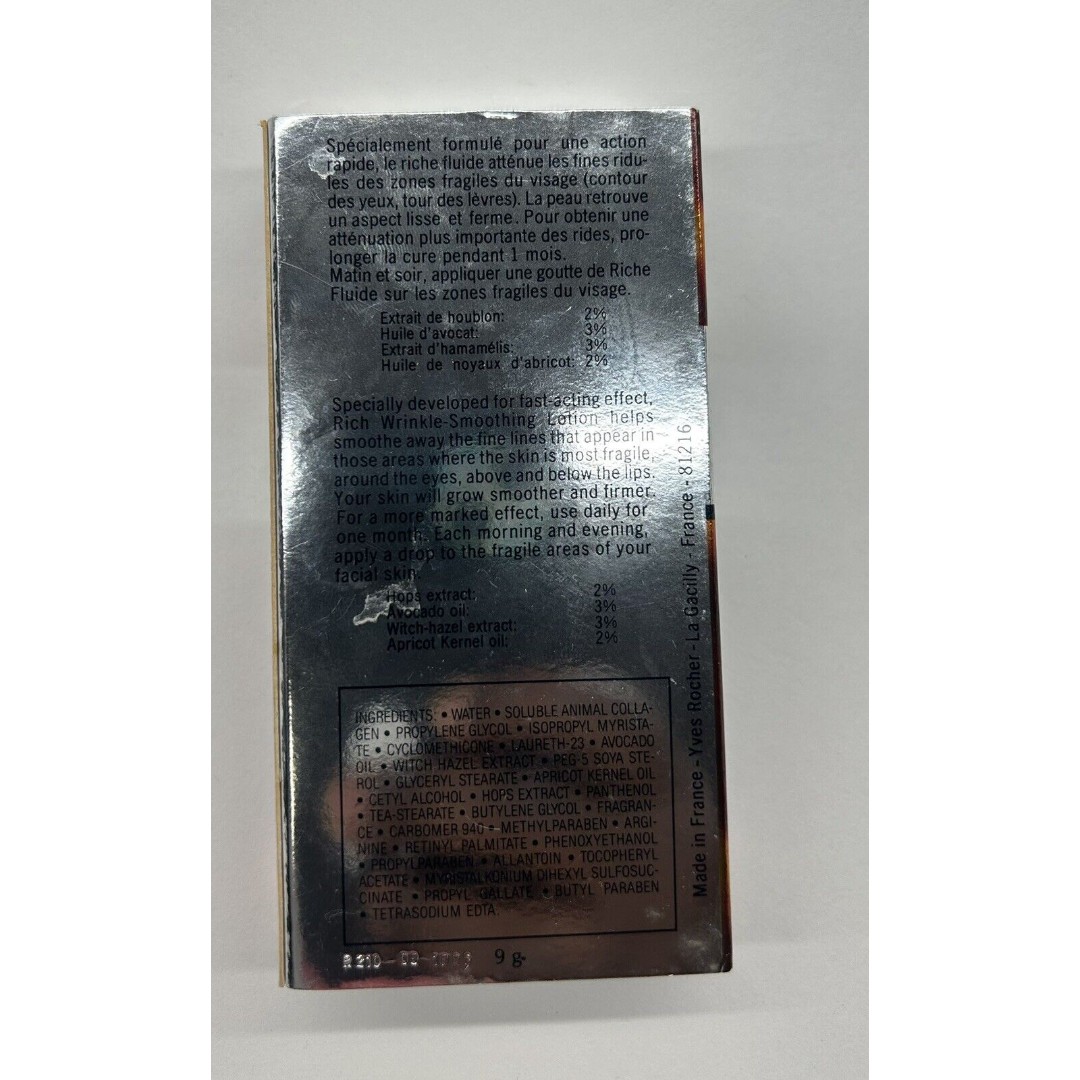 Spécialement formulé pour une action
rapide, le riche fluide atténue les fines ridu-
les des zones fragiles du visage (contour
des yeux, tour des lèvres). La peau retrouve
un aspect lisse et ferme. Pour obtenir une
atténuation plus importante des rides, pro-
longer la cure pendant 1 mois.
Matin et soir, appliquer une goutte de Riche
Fluide sur les zones fragiles du visage.
Extrait de houblon: 2%
Huile d'avocat: 3%
Extrait d'hamamélis: 3%
Huile de noyaux d'abricot: 2%
Specially developed for fast-acting effect,
Rich Wrinkle-Smoothing Lotion helps
smoothe away the fine lines that appear in
those areas where the skin is most fragile,
around the eyes, above and below the lips.
Your skin will grow smoother and firmer.
For a more marked effect, use daily for
one month. Each morning and evening,
apply a drop to the fragile areas of your
facial skin.
Hops extract: 2%
Avocado oil: 3%
Witch-hazel extract: 3%
Apricot Kernel oil: 2%
INGREDIENTS: • WATER • SOLUBLE ANIMAL COLLA-
GEN • PROPYLENE GLYCOL • ISOPROPYL MYRISTA-
TE • CYCLOMETHICONE • LAURETH-23 • AVOCADO
OIL • WITCH HAZEL EXTRACT • PEG-5 SOYA STE-
ROL • GLYCERYL STEARATE • APRICOT KERNEL OIL
• CETYL ALCOHOL • HOPS EXTRACT • PANTHENOL
• TEA-STEARATE • BUTYLENE GLYCOL • FRAGRAN-
CE • CARBOMER 940 • METHYLPARABEN • ARGI-
NINE • RETINYL PALMITATE • PHENOXYETHANOL
• PROPYLPARABEN • ALLANTOIN • TOCOPHERYL
ACETATE • MYRISTALKONIUM DIHEXYL SULFOSUC-
CINATE • PROPYL GALLATE • BUTYL PARABEN
• TETRASODIUM EDTA.
9 g.
Made in France - Yves Rocher - La Gacilly - France - 81216